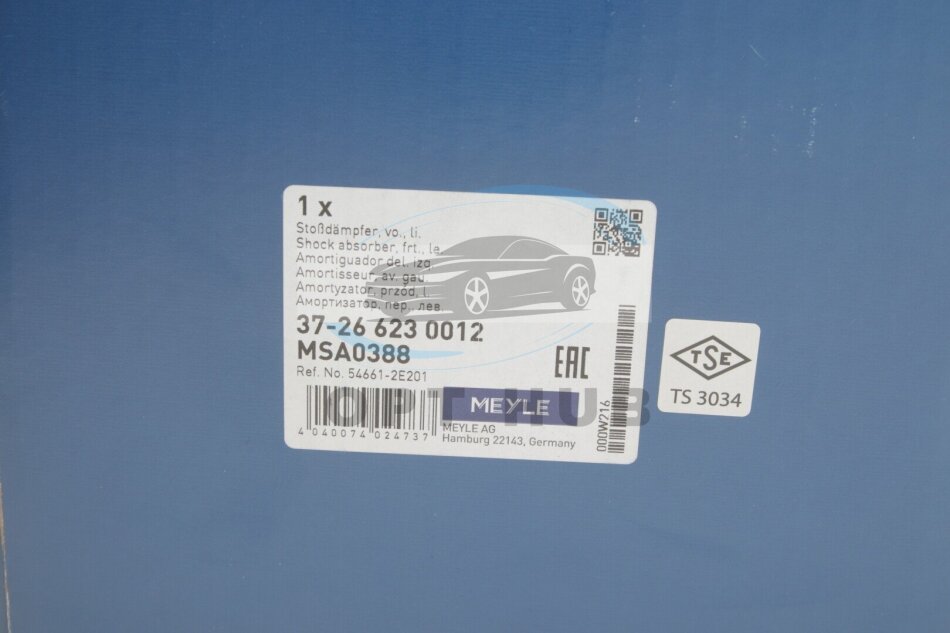 1 x
Stoßdämpfer, vo., li.
Shock absorber, frt., le
Amortiguador del. izq
Amortisseur, av. gau
Amortyzator, przód, l.
Амортизатор, пер., лев.
37-26 623 0012
MSA0388
Ref. No. 54661-2E201
EAC
MEYLE
MEYLE AG
Hamburg 22143, Germany
4 040074 024737
000W216
OPT HUB
TSE
TS 3034